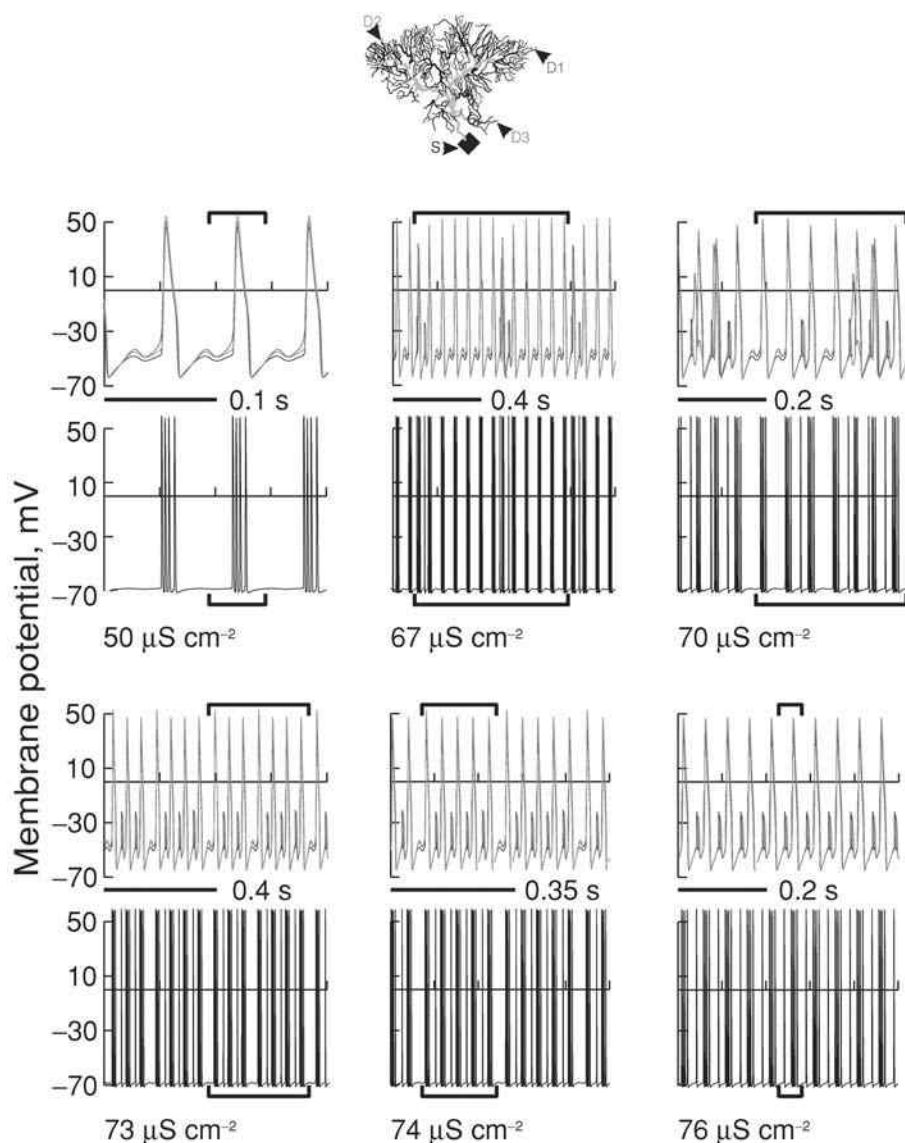 D2
D1
D3
S
Membrane potential, mV
50
10
−30
−70
0.1 s
0.4 s
0.2 s
50
10
−30
−70
50 µS cm⁻²
67 µS cm⁻²
70 µS cm⁻²
50
10
−30
−70
0.4 s
0.35 s
0.2 s
50
10
−30
−70
73 µS cm⁻²
74 µS cm⁻²
76 µS cm⁻²